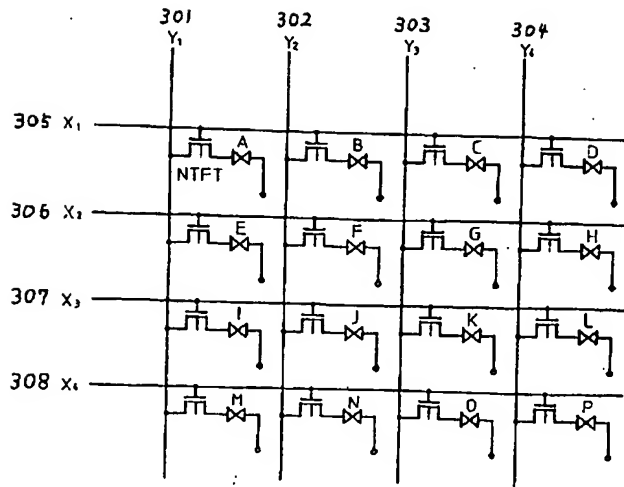 301 302 303 304
Y₁ Y₂ Y₃ Y₄
305 X₁
A B C D
NTFT
306 X₂
E F G H
307 X₃
I J K L
308 X₄
M N O P